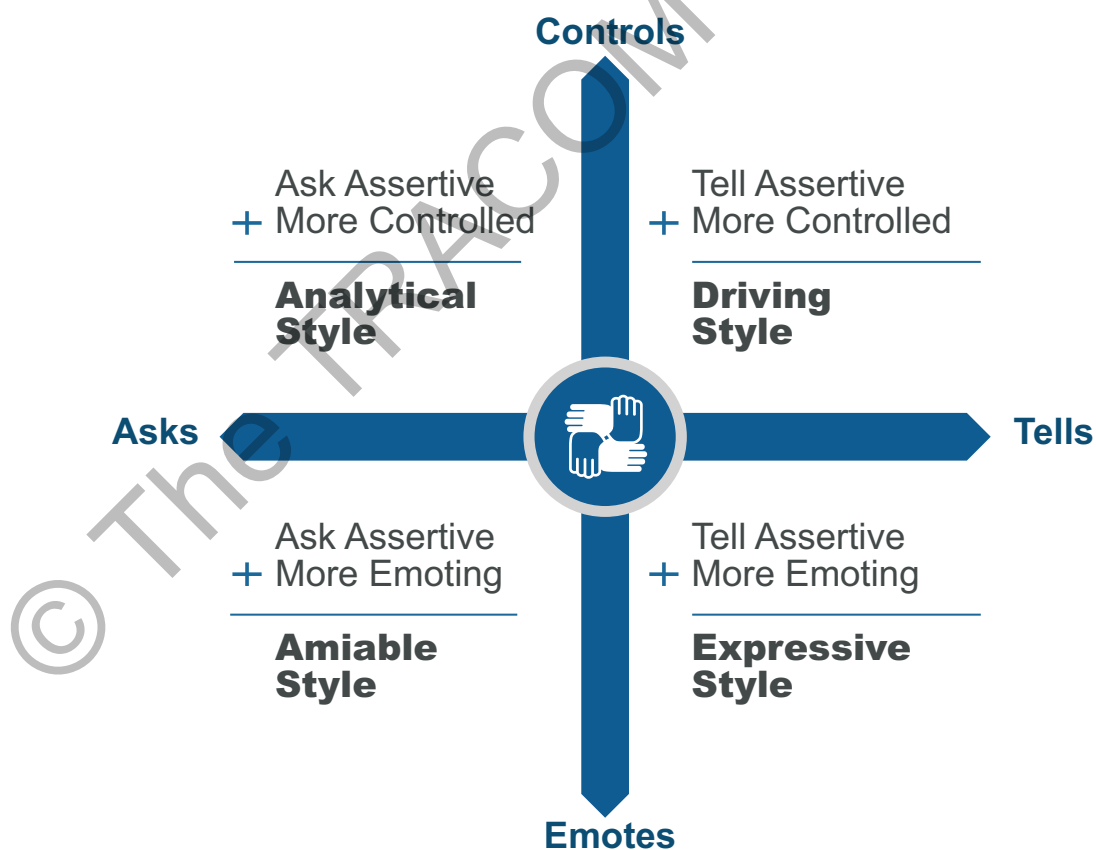 Controls
Ask Assertive
+ More Controlled
Analytical
Style
Tell Assertive
+ More Controlled
Driving
Style
Asks
Tells
Ask Assertive
+ More Emoting
Amiable
Style
Tell Assertive
+ More Emoting
Expressive
Style
Emotes
© The TRACOM